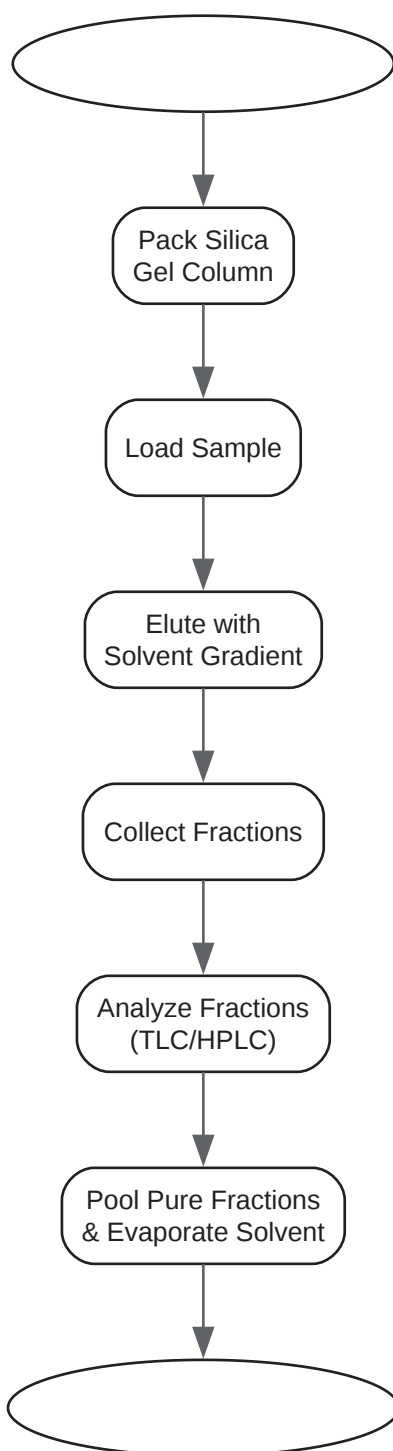 Pack Silica
Gel Column
Load Sample
Elute with
Solvent Gradient
Collect Fractions
Analyze Fractions
(TLC/HPLC)
Pool Pure Fractions
& Evaporate Solvent